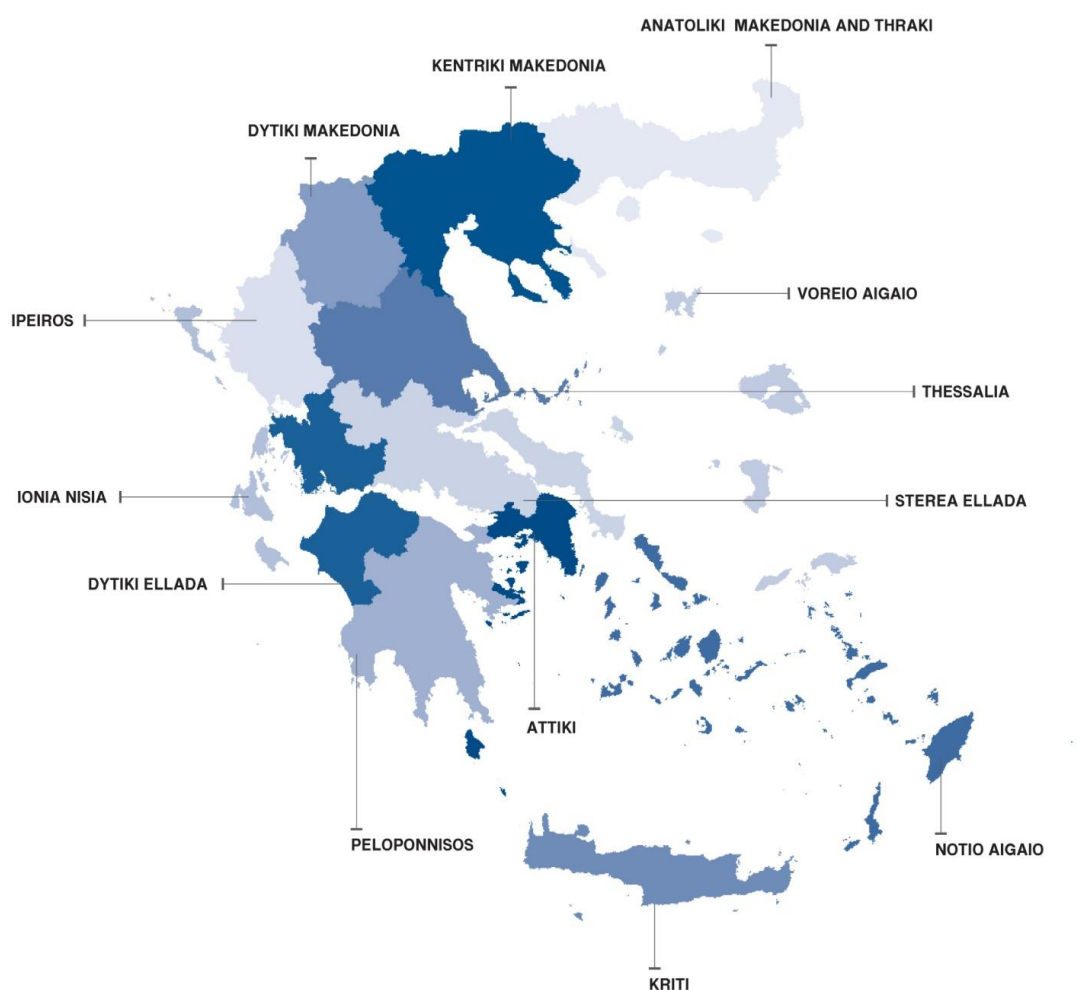 ANATOLIKI MAKEDONIA AND THRAKI
KENTRIKI MAKEDONIA
DYTIKI MAKEDONIA
VOREIO AIGAIO
IPEIROS
THESSALIA
IONIA NISIA
STEREA ELLADA
DYTIKI ELLADA
ATTIKI
PELOPONNISOS
NOTIO AIGAIO
KRITI